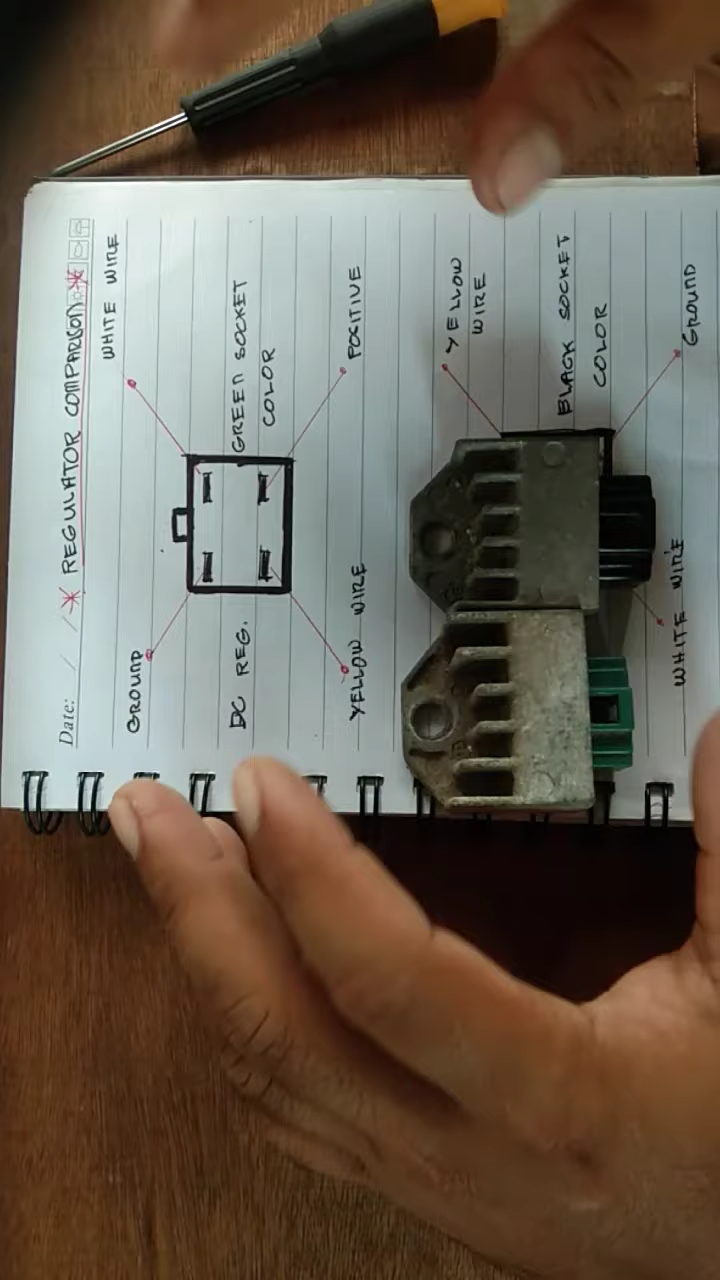 Date: / /
* REGULATOR COMPARISON *
WHITE WIRE
GROUND
DC REG.
GREEN SOCKET
COLOR
YELLOW WIRE
POSITIVE
YELLOW
WIRE
BLACK SOCKET
COLOR
WHITE WIRE
GROUND